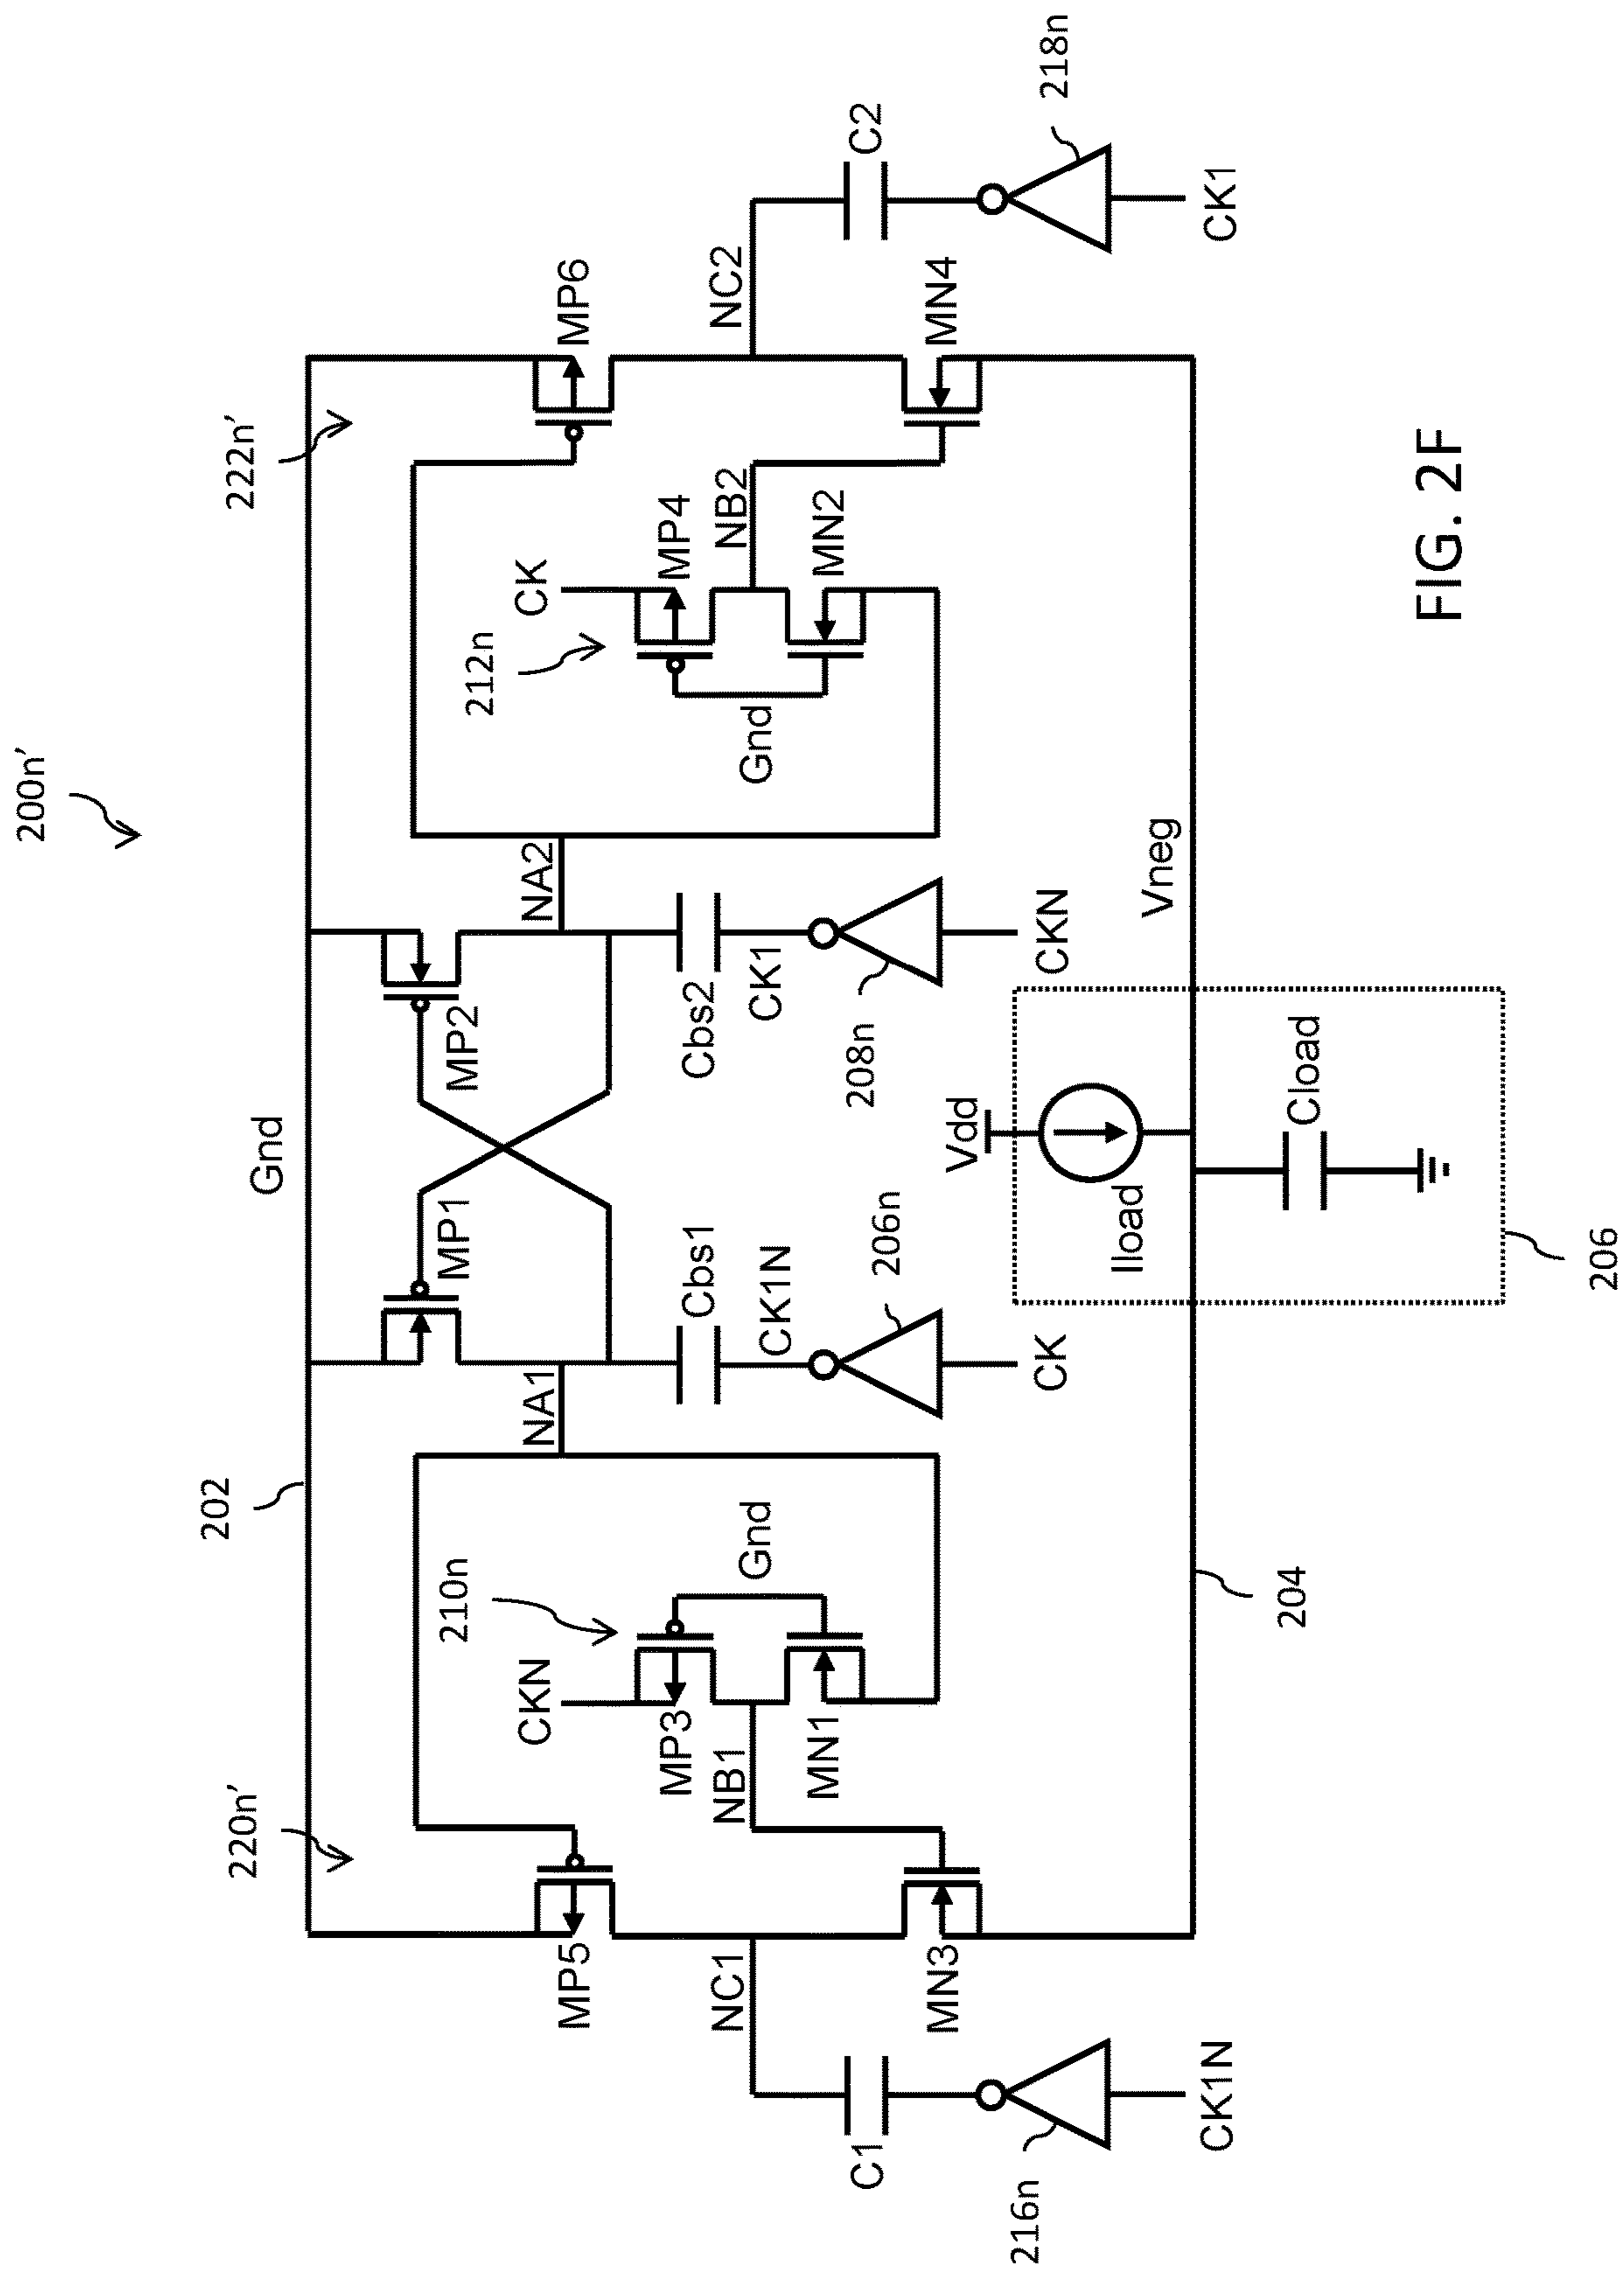 200n'
202
Gnd
220n'
222n'
MP1
MP2
NA1
NA2
210n
212n
CKN
CK
MP5
MP3
MP4
MP6
Cbs1
Cbs2
NC1
NB1
Gnd
Gnd
NB2
NC2
CK1N
CK1
MN1
MN2
C1
C2
206n
208n
MN3
MN4
CK
CKN
Vdd
216n
218n
Iload
Vneg
CK1N
CK1
204
Cload
206
FIG. 2F